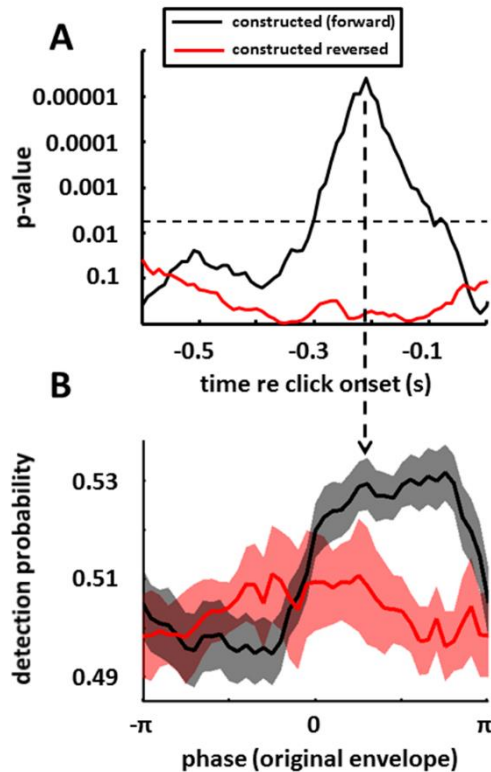 A
constructed (forward)
constructed reversed
0.00001
0.0001
0.001
0.01
0.1
p-value
-0.5
-0.3
-0.1
time re click onset (s)
B
detection probability
0.53
0.51
0.49
-π
0
π
phase (original envelope)